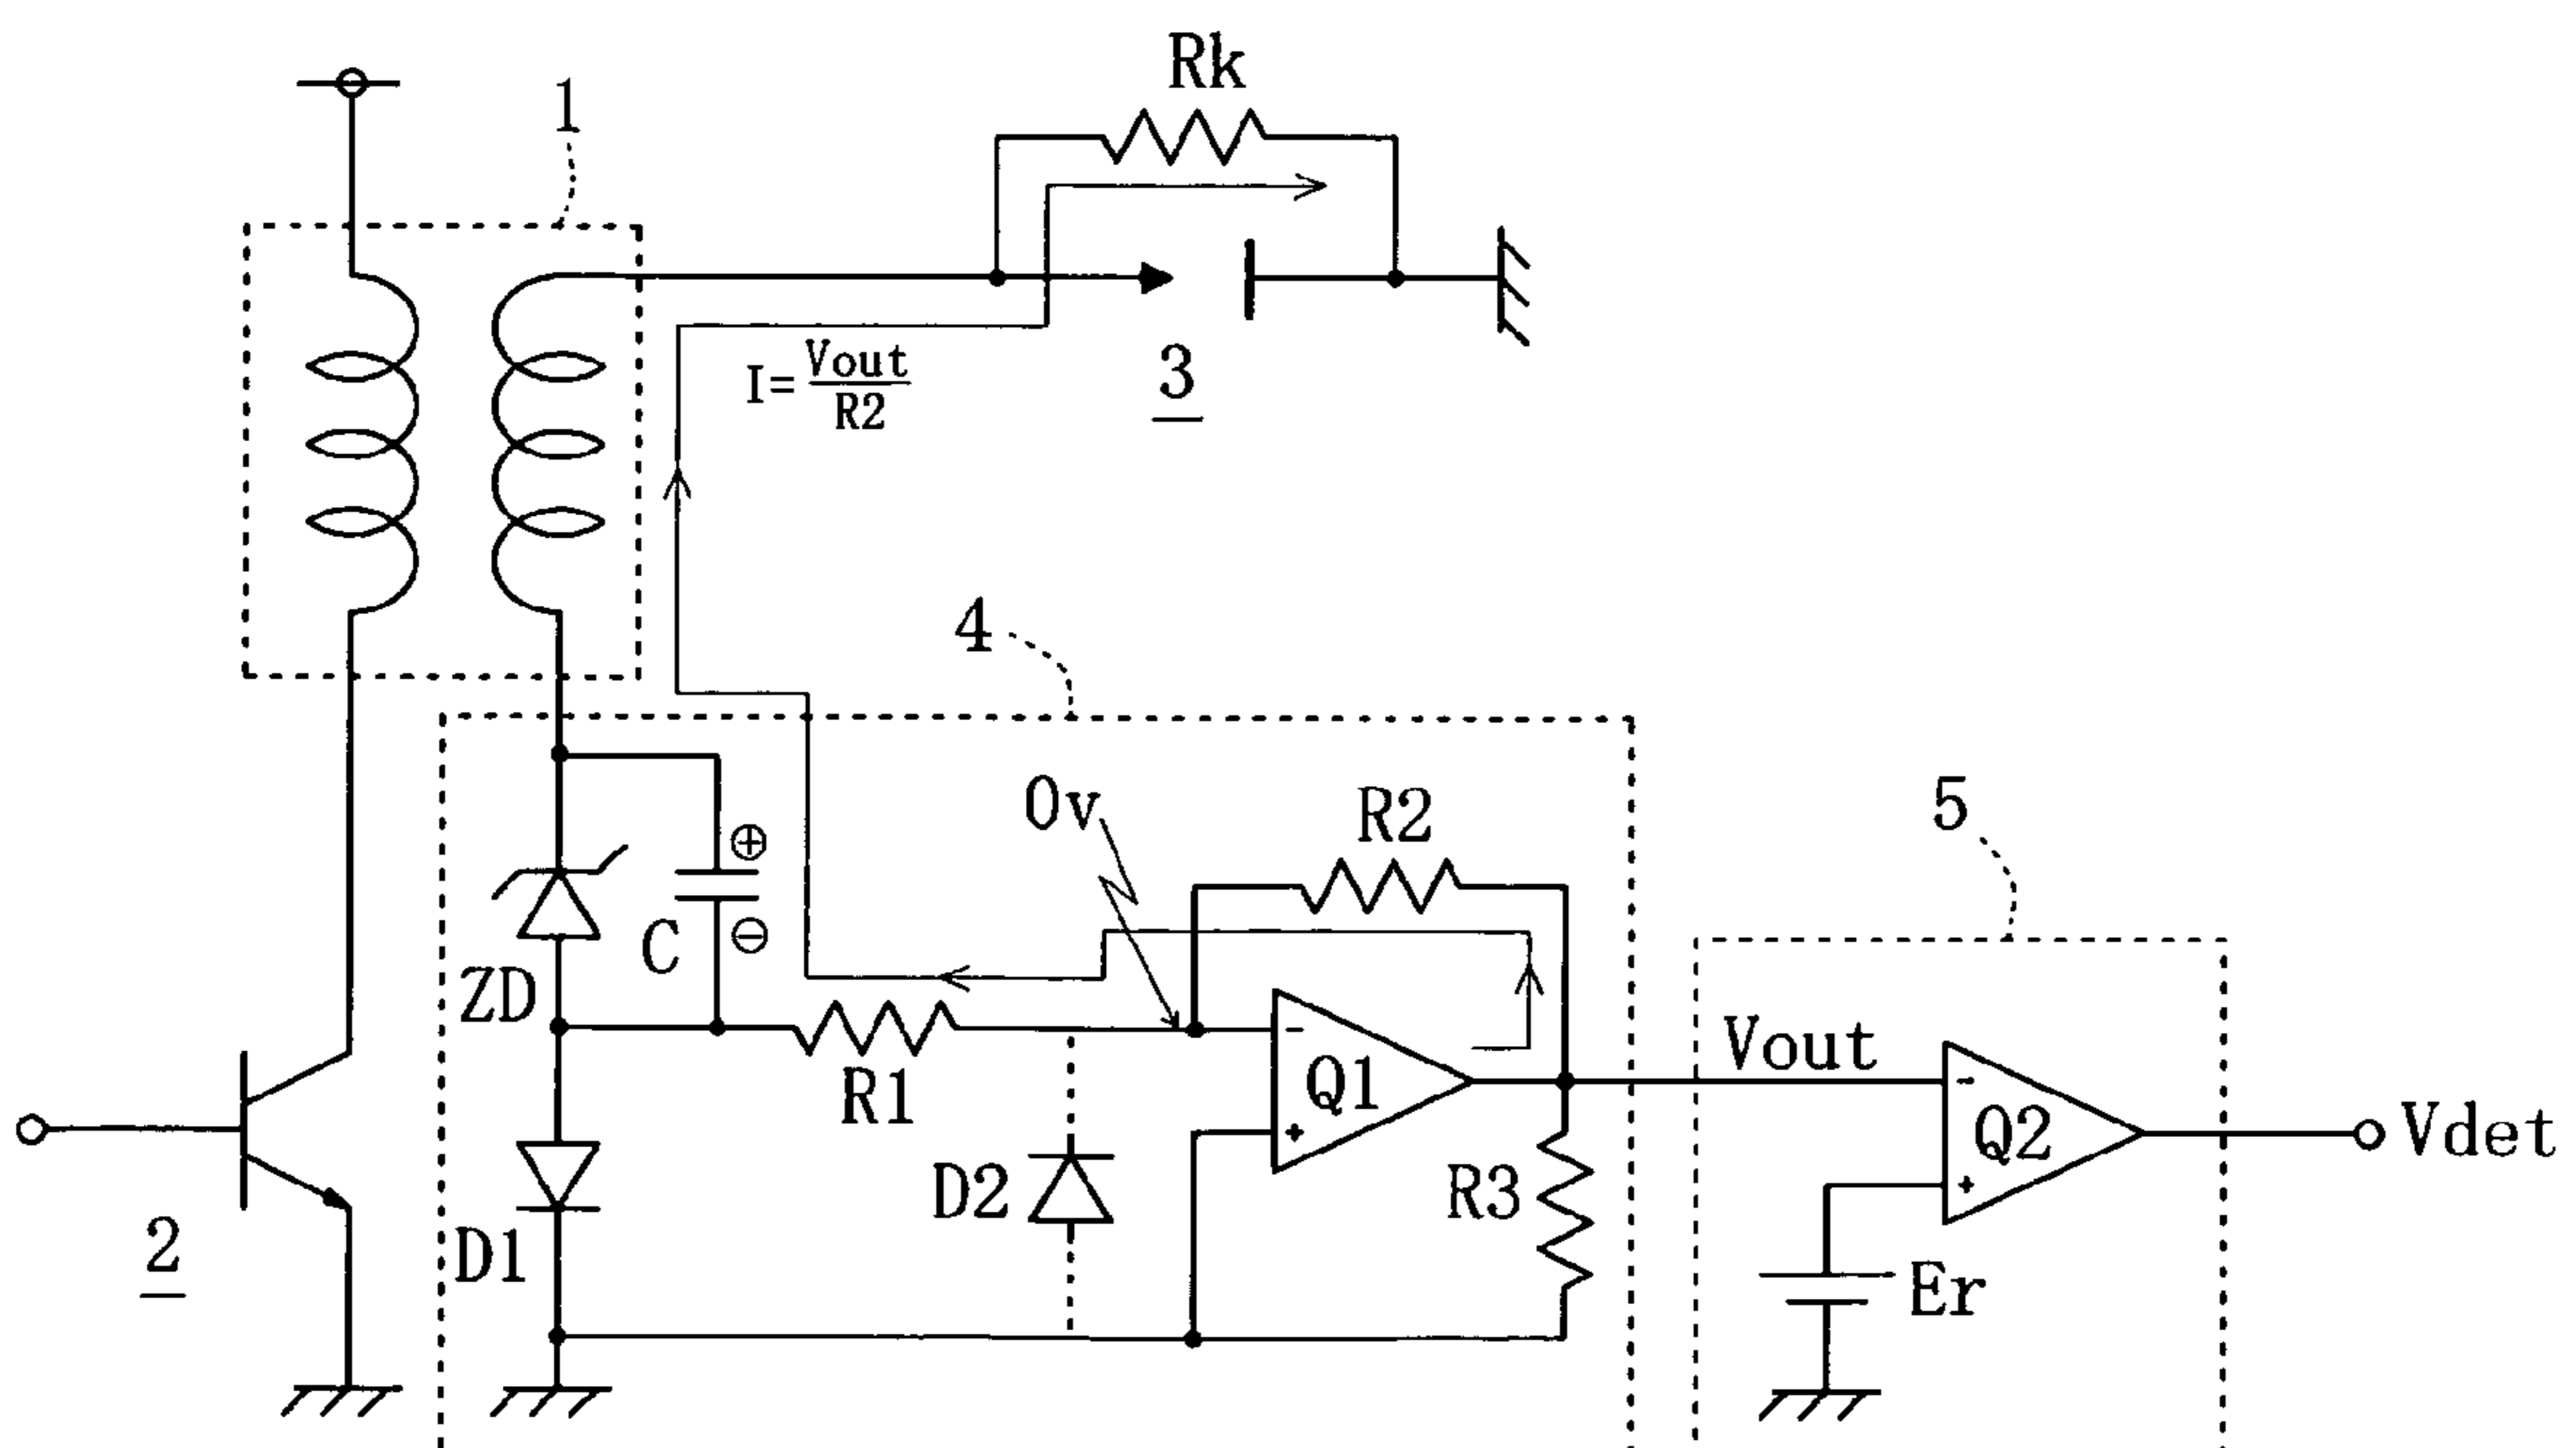 Rk
1
I=Vout/R2
3
4
0v
R2
5
⊕
C
⊖
ZD
R1
−
Q1
+
Vout
−
Q2
+
Vdet
D2
R3
2
D1
Er